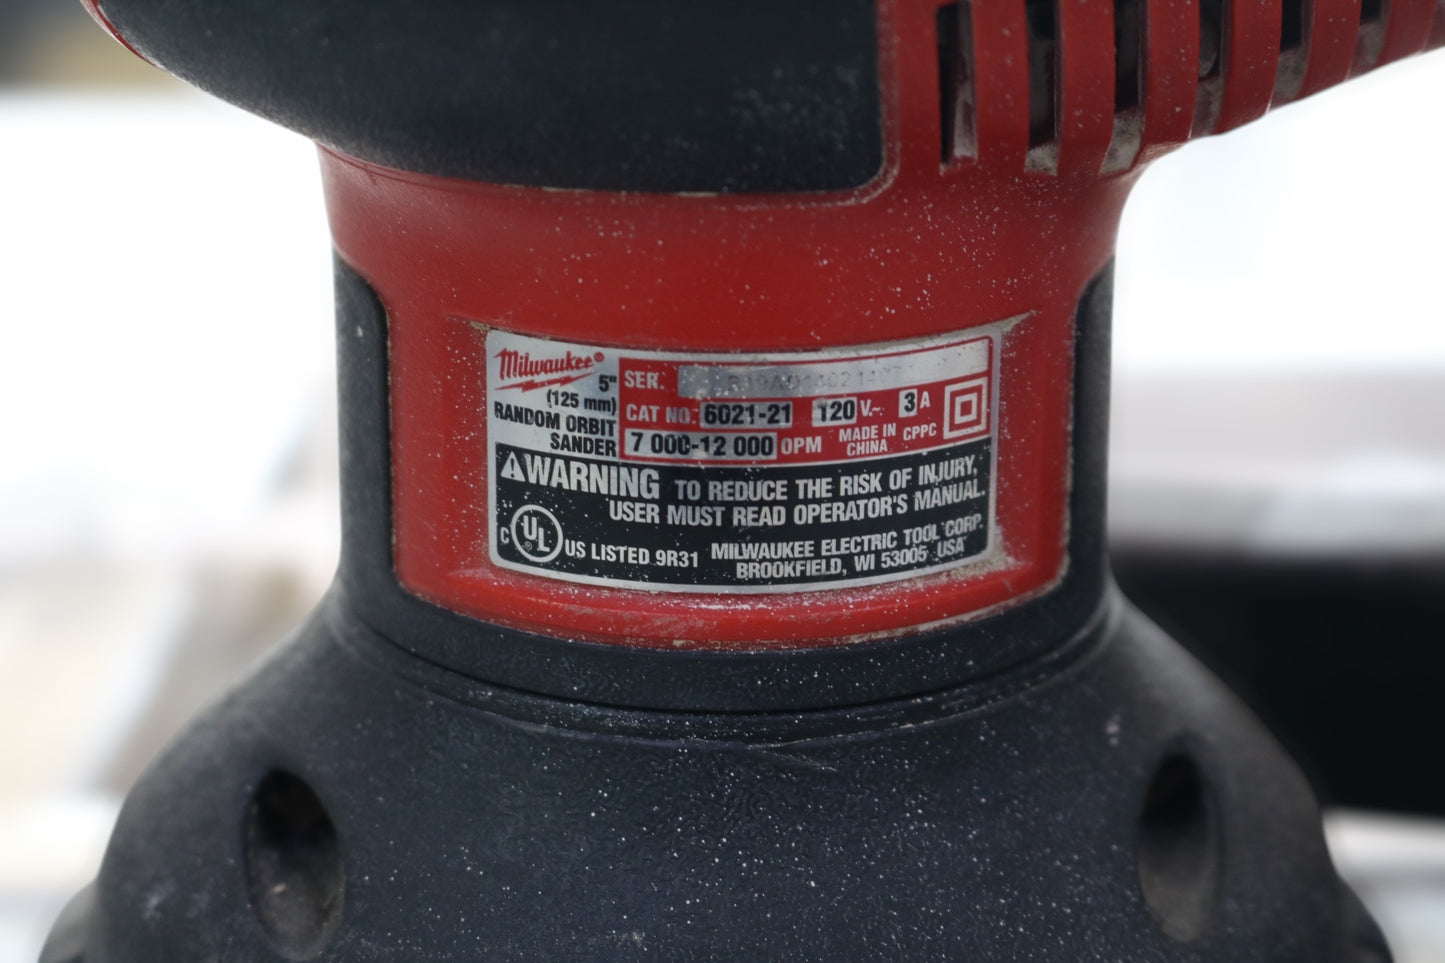 Milwaukee®
5"
(125 mm)
RANDOM ORBIT
SANDER
SER.
CAT NO. 6021-21 120 V.~ 3 A
7 000-12 000 OPM MADE IN CHINA CPPC
WARNING TO REDUCE THE RISK OF INJURY,
USER MUST READ OPERATOR'S MANUAL.
C UL ® US LISTED 9R31
MILWAUKEE ELECTRIC TOOL CORP.
BROOKFIELD, WI 53005 USA